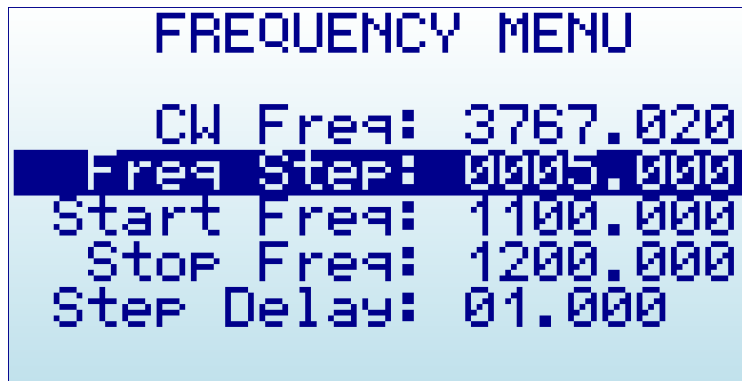 FREQUENCY MENU
CW Freq: 3767.020
Freq Step: 0005.000
Start Freq: 1100.000
Stop Freq: 1200.000
Step Delay: 01.000